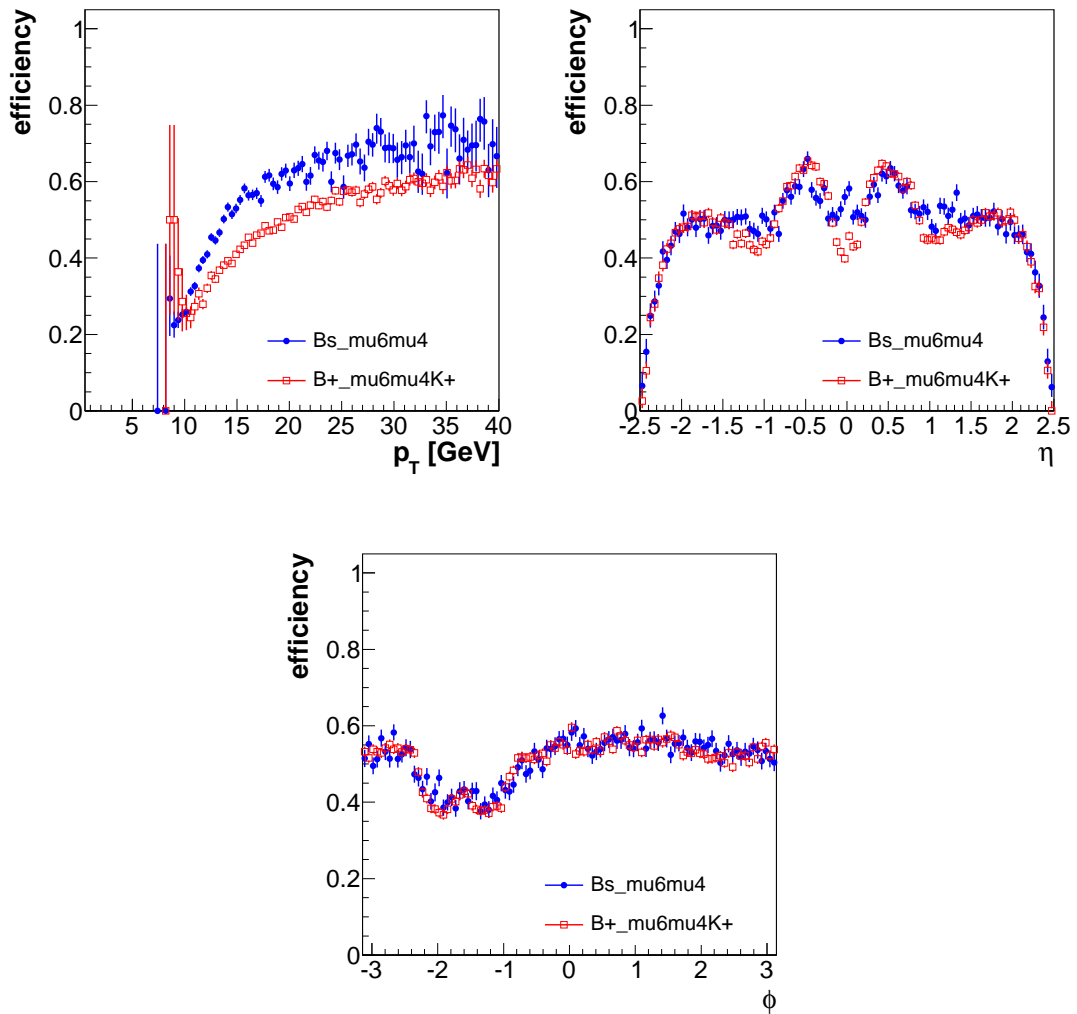 efficiency
1
0.8
0.6
0.4
0.2
0
Bs_mu6mu4
B+_mu6mu4K+
5 10 15 20 25 30 35 40
p_T [GeV]
efficiency
1
0.8
0.6
0.4
0.2
0
Bs_mu6mu4
B+_mu6mu4K+
-2.5 -2 -1.5 -1 -0.5 0 0.5 1 1.5 2 2.5
η
efficiency
1
0.8
0.6
0.4
0.2
0
Bs_mu6mu4
B+_mu6mu4K+
-3 -2 -1 0 1 2 3
ϕ